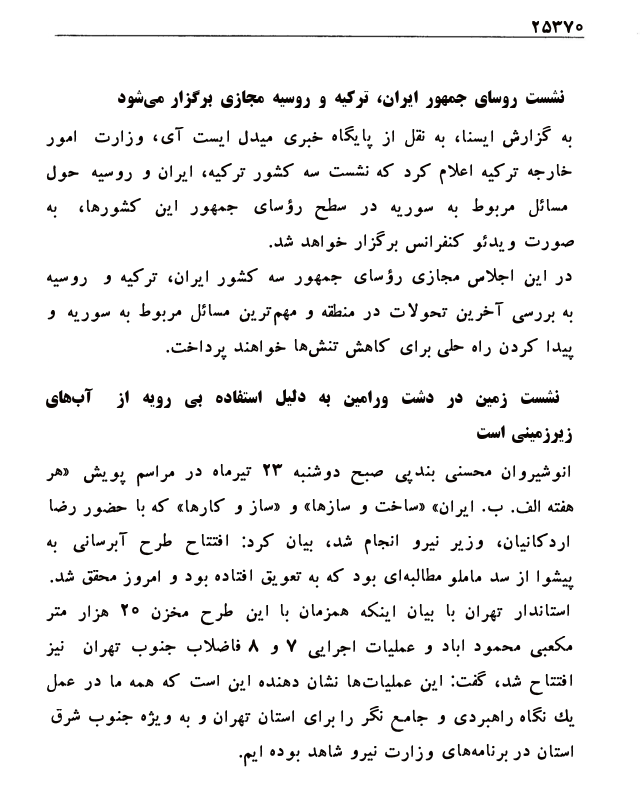 ۲۵۳۷۰
نشست روسای جمهور ایران، ترکیه و روسیه مجازی برگزار می‌شود
به گزارش ایسنا، به نقل از پایگاه خبری میدل ایست آی، وزارت امور
خارجه ترکیه اعلام کرد که نشست سه کشور ترکیه، ایران و روسیه حول
مسائل مربوط به سوریه در سطح رؤسای جمهور این کشورها، به
صورت ویدئو کنفرانس برگزار خواهد شد.
در این اجلاس مجازی رؤسای جمهور سه کشور ایران، ترکیه و روسیه
به بررسی آخرین تحولات در منطقه و مهم‌ترین مسائل مربوط به سوریه و
پیدا کردن راه حلی برای کاهش تنش‌ها خواهند پرداخت.
نشست زمین در دشت ورامین به دلیل استفاده بی رویه از آب‌های
زیرزمینی است
انوشیروان محسنی بندپی صبح دوشنبه ۲۳ تیرماه در مراسم پویش «هر
هفته الف. ب. ایران» «ساخت و سازها» و «ساز و کارها» که با حضور رضا
اردکانیان، وزیر نیرو انجام شد، بیان کرد: افتتاح طرح آبرسانی به
پیشوا از سد ماملو مطالبه‌ای بود که به تعویق افتاده بود و امروز محقق شد.
استاندار تهران با بیان اینکه همزمان با این طرح مخزن ۲۰ هزار متر
مکعبی محمود اباد و عملیات اجرایی ۷ و ۸ فاضلاب جنوب تهران نیز
افتتاح شد، گفت: این عملیات‌ها نشان دهنده این است که همه ما در عمل
یك نگاه راهبردی و جامع نگر را برای استان تهران و به ویژه جنوب شرق
استان در برنامه‌های وزارت نیرو شاهد بوده ایم.